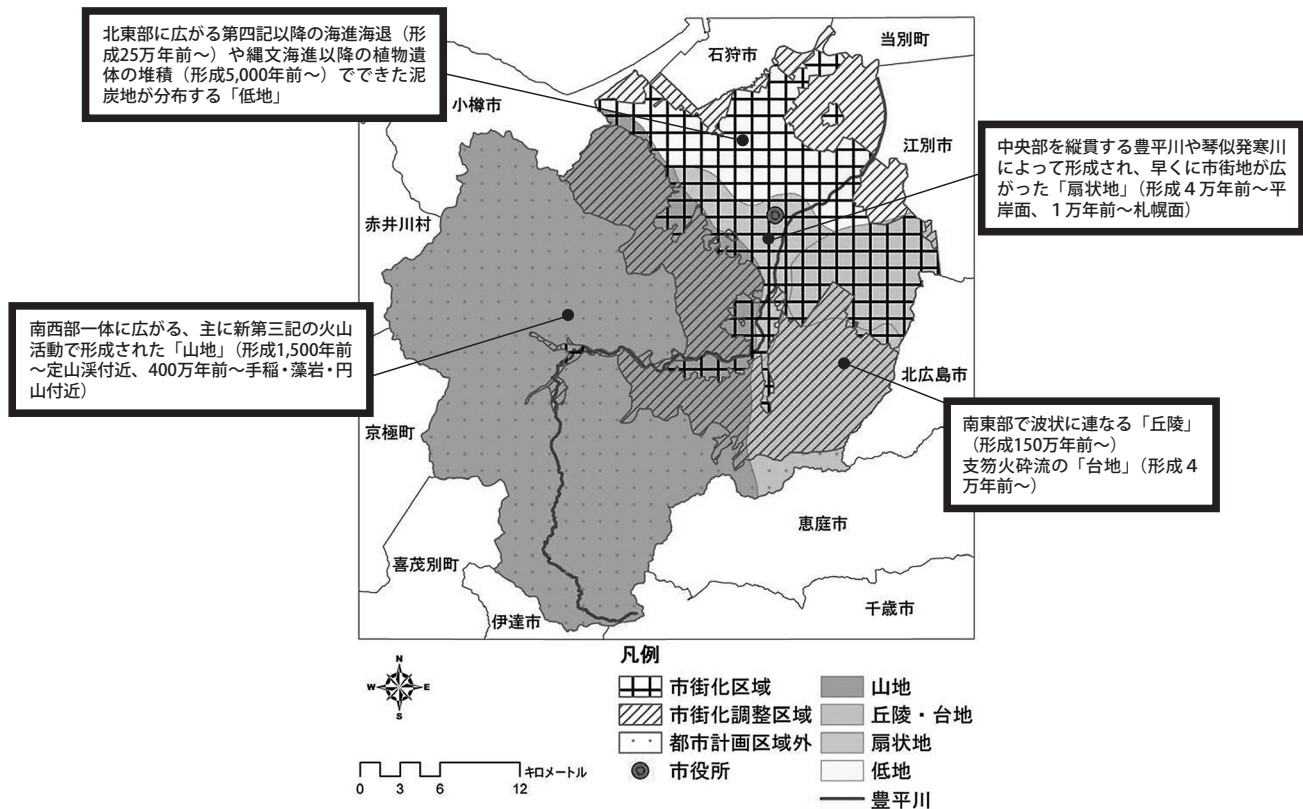 北東部に広がる第四記以降の海進海退（形
成25万年前～）や縄文海進以降の植物遺
体の堆積（形成5,000年前～）でできた泥
炭地が分布する「低地」
石狩市
当別町
小樽市
江別市
中央部を縦貫する豊平川や琴似発寒川
によって形成され、早くに市街地が広
がった「扇状地」（形成４万年前～平
岸面、１万年前～札幌面）
赤井川村
南西部一体に広がる、主に新第三記の火山
活動で形成された「山地」（形成1,500年前
～定山渓付近、400万年前～手稲・藻岩・円
山付近）
北広島市
京極町
南東部で波状に連なる「丘陵」
（形成150万年前～）
支笏火砕流の「台地」（形成４
万年前～）
恵庭市
喜茂別町
千歳市
伊達市
凡例
市街化区域
山地
市街化調整区域
丘陵・台地
都市計画区域外
扇状地
市役所
低地
豊平川
N
W E
S
キロメートル
0 3 6 12